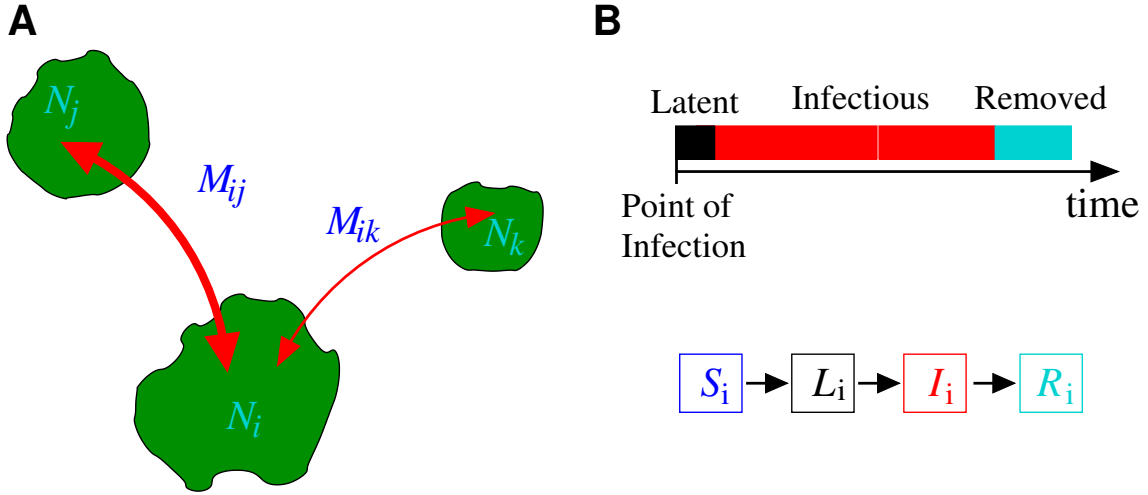 A
N_j
M_ij
M_ik
N_k
N_i
B
Latent Infectious Removed
time
Point of
Infection
S_i L_i I_i R_i